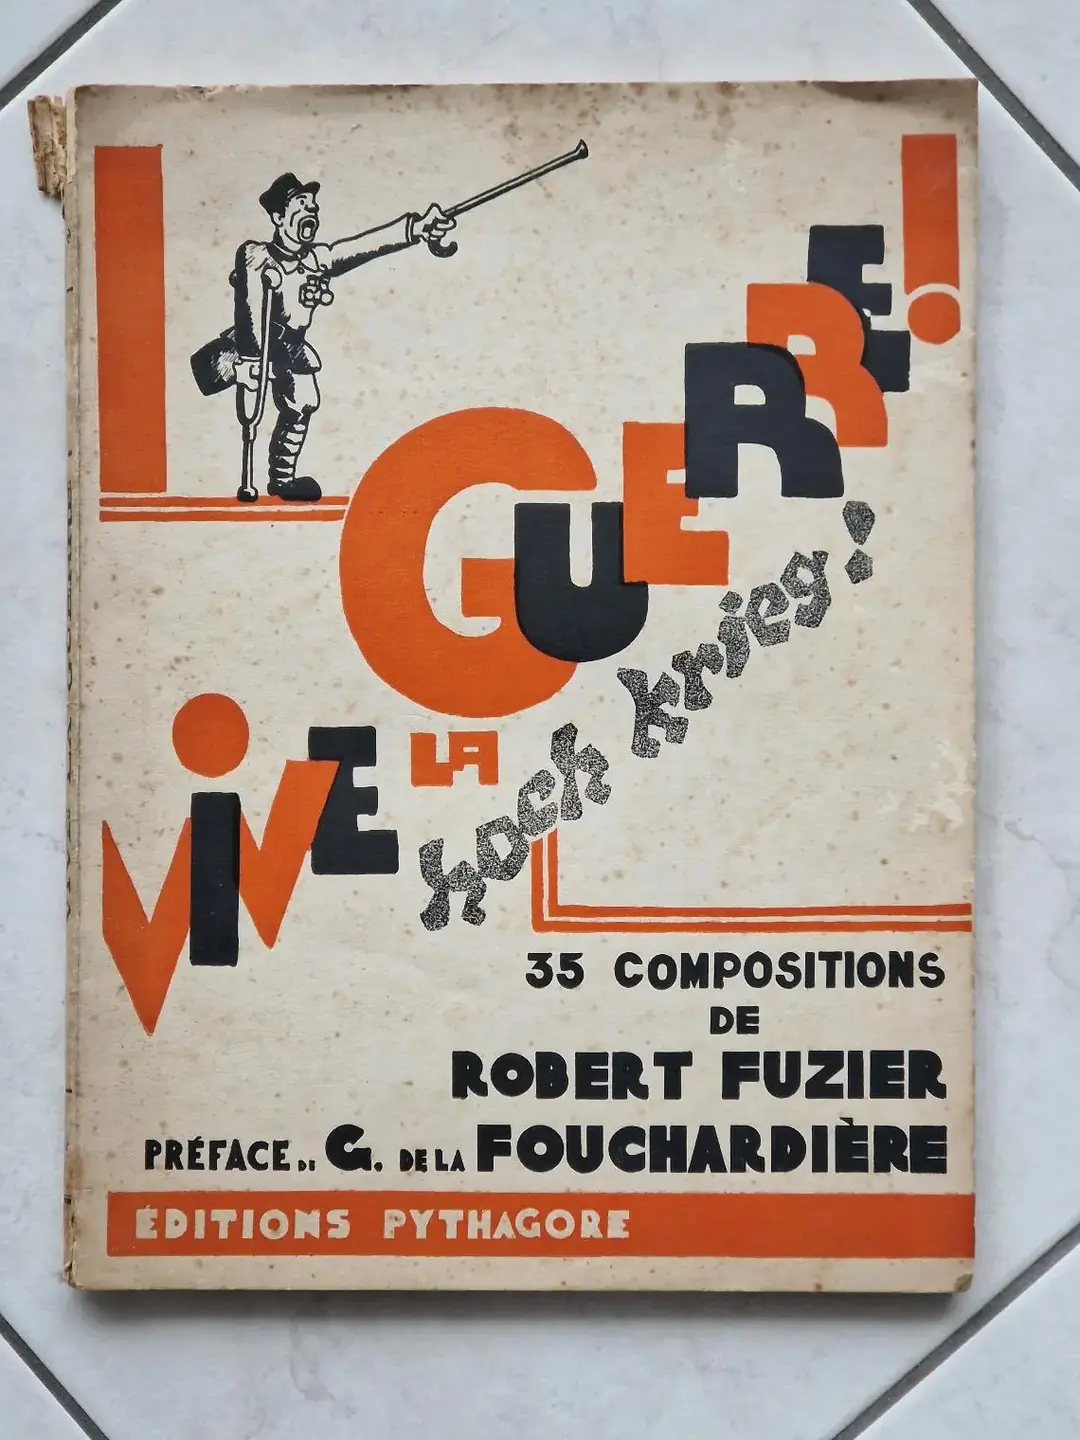 VIVE LA GUERRE!
hoch krieg!
35 COMPOSITIONS
DE
ROBERT FUZIER
PRÉFACE DE G. DE LA FOUCHARDIÈRE
ÉDITIONS PYTHAGORE